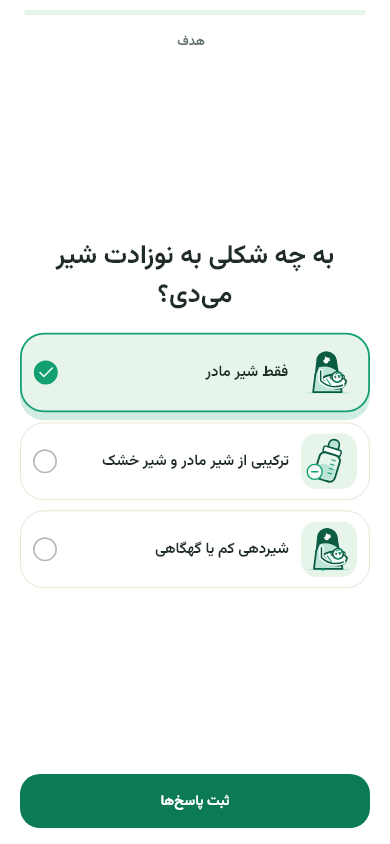 هدف
به چه شکلی به نوزادت شیر
می‌دی؟
فقط شیر مادر
ترکیبی از شیر مادر و شیر خشک
شیردهی کم یا گهگاهی
ثبت پاسخ‌ها